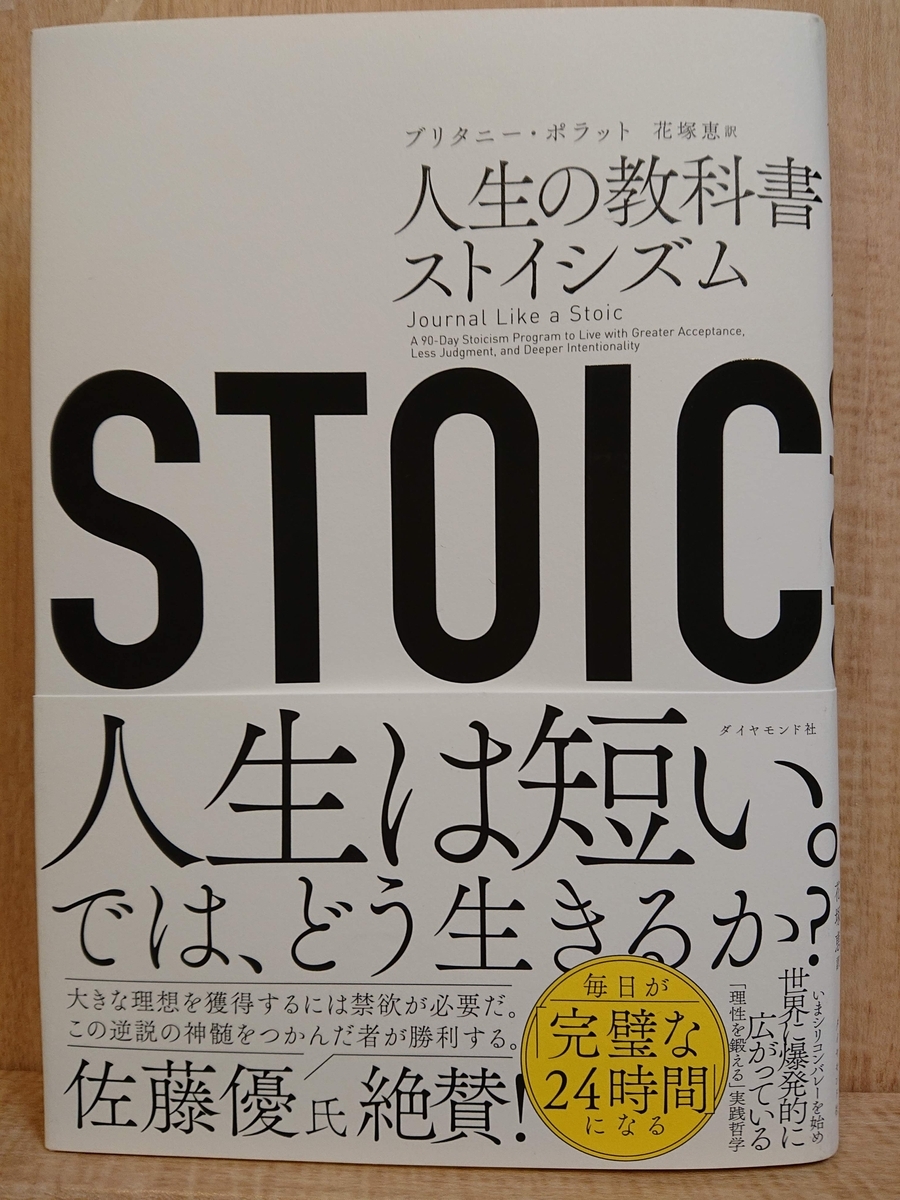 ブリタニー・ポラット 花塚恵訳
人生の教科書
ストイシズム
Journal Like a Stoic
A 90-Day Stoicism Program to Live with Greater Acceptance,
Less Judgment, and Deeper Intentionality
STOIC
ダイヤモンド社
人生は短い。
では、どう生きるか?
大きな理想を獲得するには禁欲が必要だ。
この逆説の神髄をつかんだ者が勝利する。
佐藤優氏絶賛!
毎日が
「完璧な
24時間」
になる
いまシリコンバレーを始め
世界に爆発的に
広がっている
「理性を鍛える」実践哲学